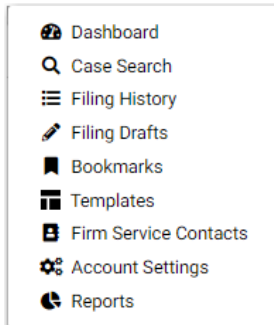 Dashboard
Case Search
Filing History
Filing Drafts
Bookmarks
Templates
Firm Service Contacts
Account Settings
Reports